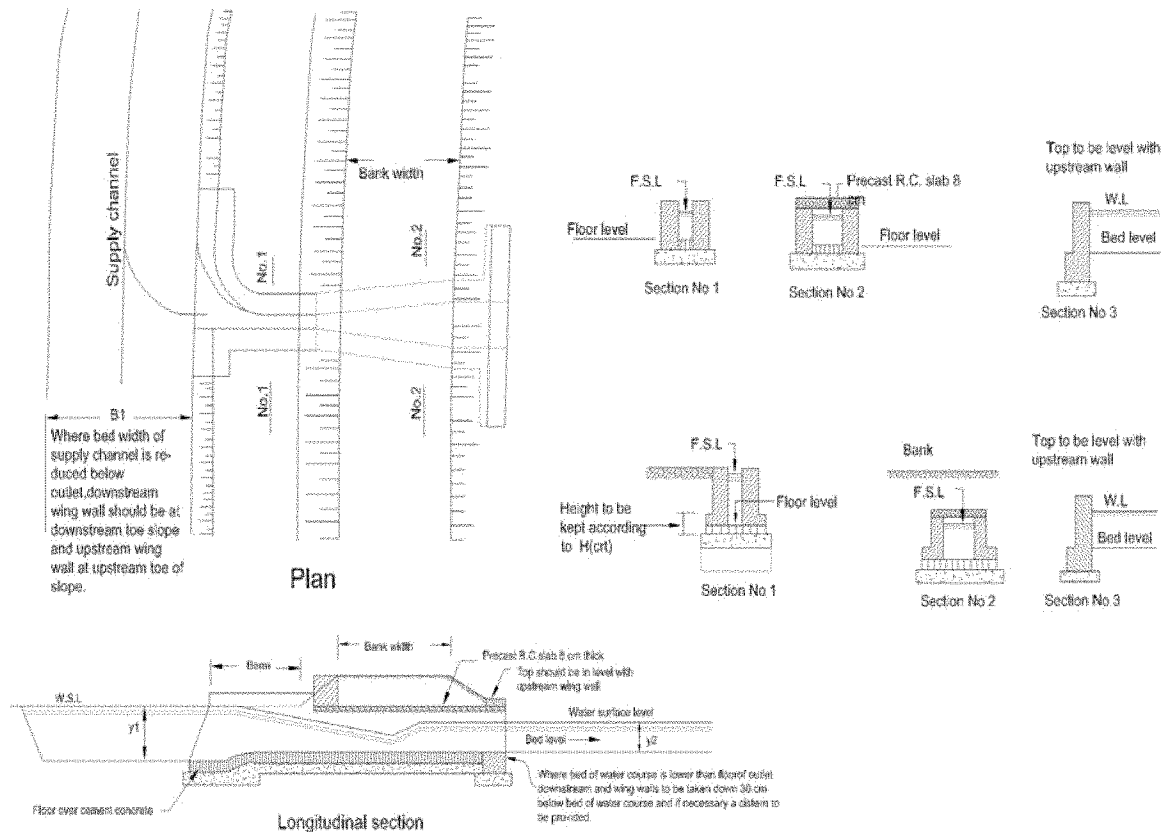 Supply channel
Bank width
No.1
No.2
No.1
No.2
B1
Where bed width of
supply channel is re-
duced below
outlet,downstream
wing wall should be at
downstream toe slope
and upstream wing
wall at upstream toe of
slope.
Plan
F.S.L
Floor level
Section No 1
F.S.L
Precast R.C. slab 8
cm
Floor level
Section No 2
Top to be level with
upstream wall
W.L
Bed level
Section No 3
F.S.L
Floor level
Height to be
kept according
to H(crt)
Section No 1
Bank
F.S.L
Section No 2
Top to be level with
upstream wall
W.L
Bed level
Section No 3
Berm
Bank width
Precast R.C.slab 8 cm thick
Top should be in level with
upstream wing wall
W.S.L
y1
Water surface level
Bed level
y2
Floor over cement concrete
Where bed of water course is lower than floorof outlet
downstream and wing walls to be taken down 30 cm
below bed of water course and if necessary a cistern to
be provided.
Longitudinal section